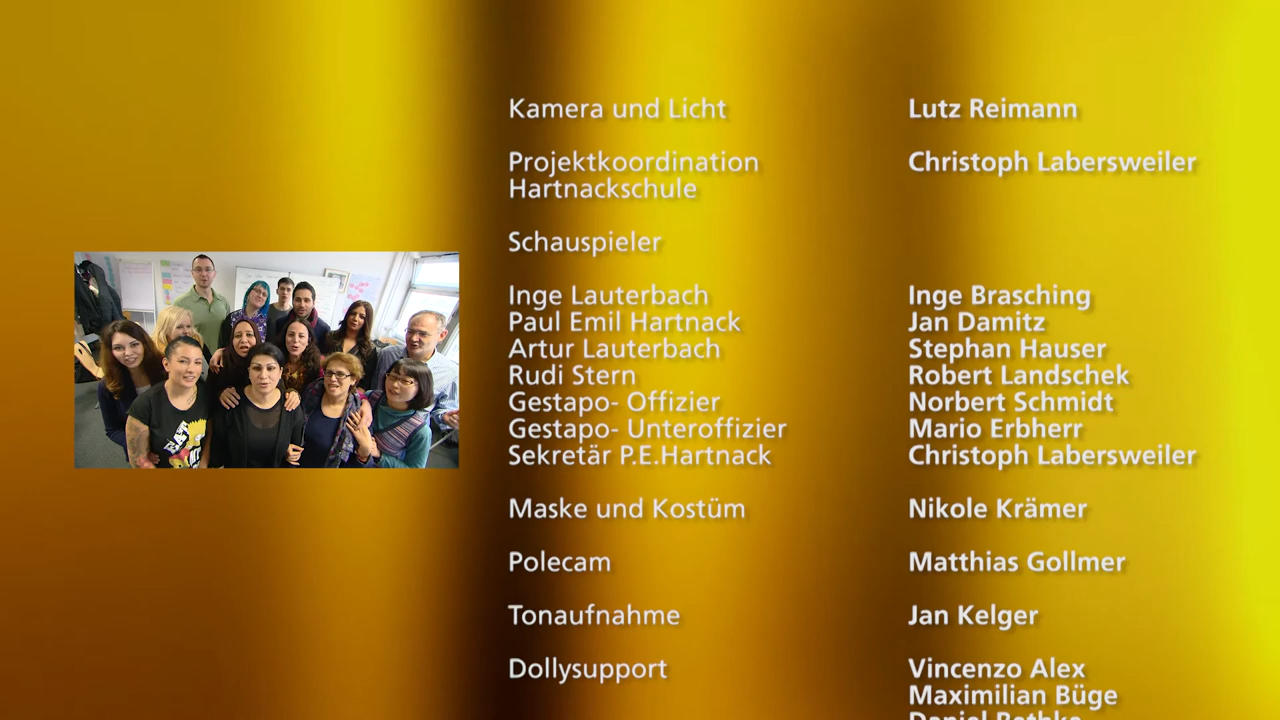 Kamera und Licht Lutz Reimann
Projektkoordination Christoph Labersweiler
Hartnackschule
Schauspieler
Inge Lauterbach Inge Brasching
Paul Emil Hartnack Jan Damitz
Artur Lauterbach Stephan Hauser
Rudi Stern Robert Landschek
Gestapo- Offizier Norbert Schmidt
Gestapo- Unteroffizier Mario Erbherr
Sekretär P.E.Hartnack Christoph Labersweiler
Maske und Kostüm Nikole Krämer
Polecam Matthias Gollmer
Tonaufnahme Jan Kelger
Dollysupport Vincenzo Alex
Maximilian Büge
EAT